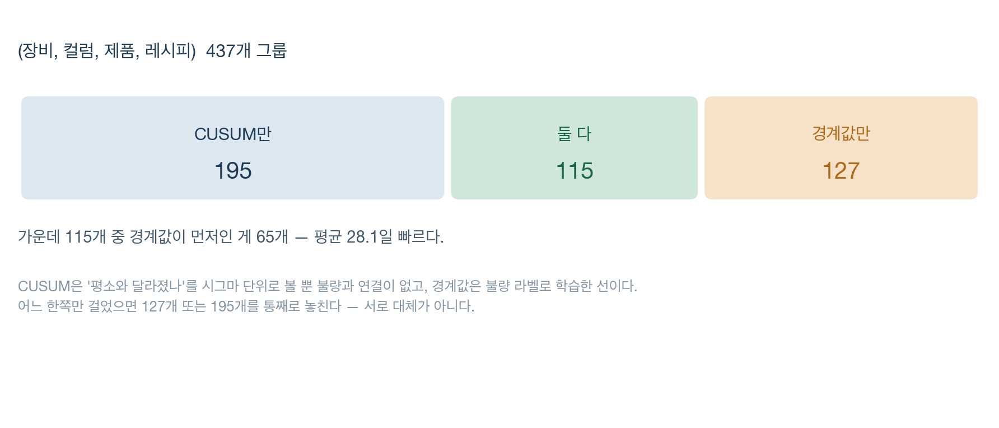 (장비, 컬럼, 제품, 레시피)  437개 그룹
CUSUM만
195
둘 다
115
경계값만
127
가운데 115개 중 경계값이 먼저인 게 65개 — 평균 28.1일 빠르다.
CUSUM은 '평소와 달라졌나'를 시그마 단위로 볼 뿐 불량과 연결이 없고, 경계값은 불량 라벨로 학습한 선이다.
어느 한쪽만 걸었으면 127개 또는 195개를 통째로 놓친다 — 서로 대체가 아니다.